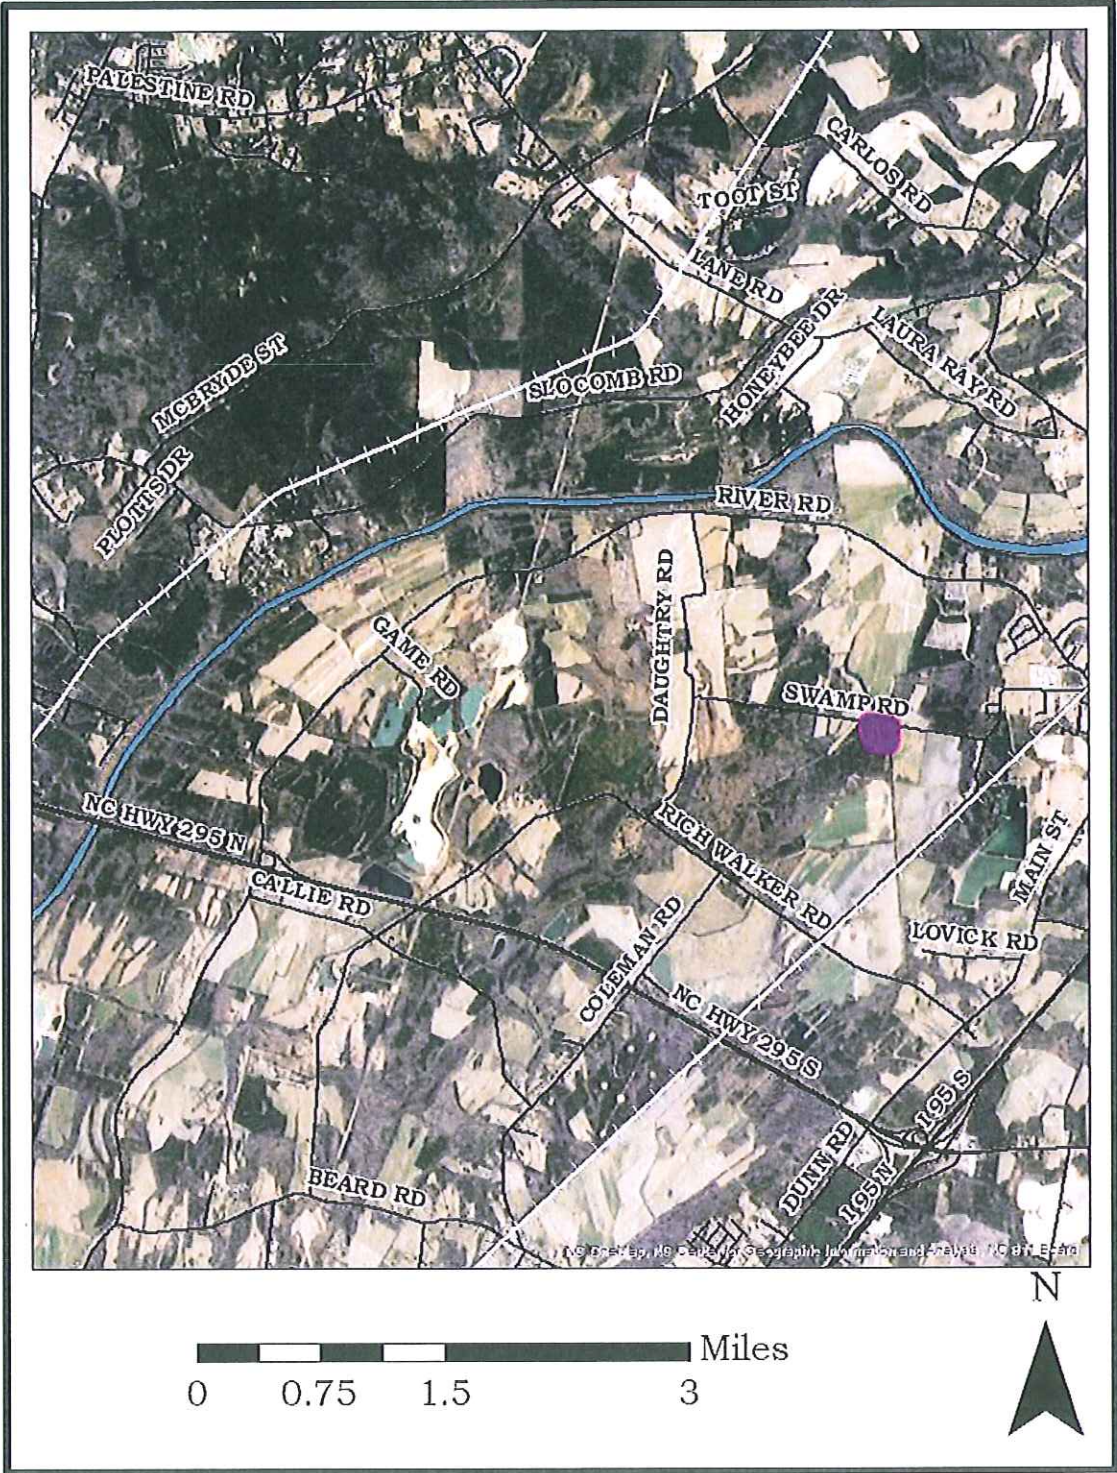 PALESTINE RD
CARLOS RD
TOOT ST
LANE RD
HONEYBEE DR
LAURA RAY RD
MCBRYDE ST
SLOCOMB RD
PLOTTS DR
RIVER RD
DAUGHTRY RD
GAME RD
SWAMP RD
NC HWY 295 N
RICH WALKER RD
MAIN ST
CALLIE RD
COLEMAN RD
LOVICK RD
NC HWY 295 S
I 95 S
DUNN RD
I 95 N
BEARD RD
N
Miles
0 0.75 1.5 3